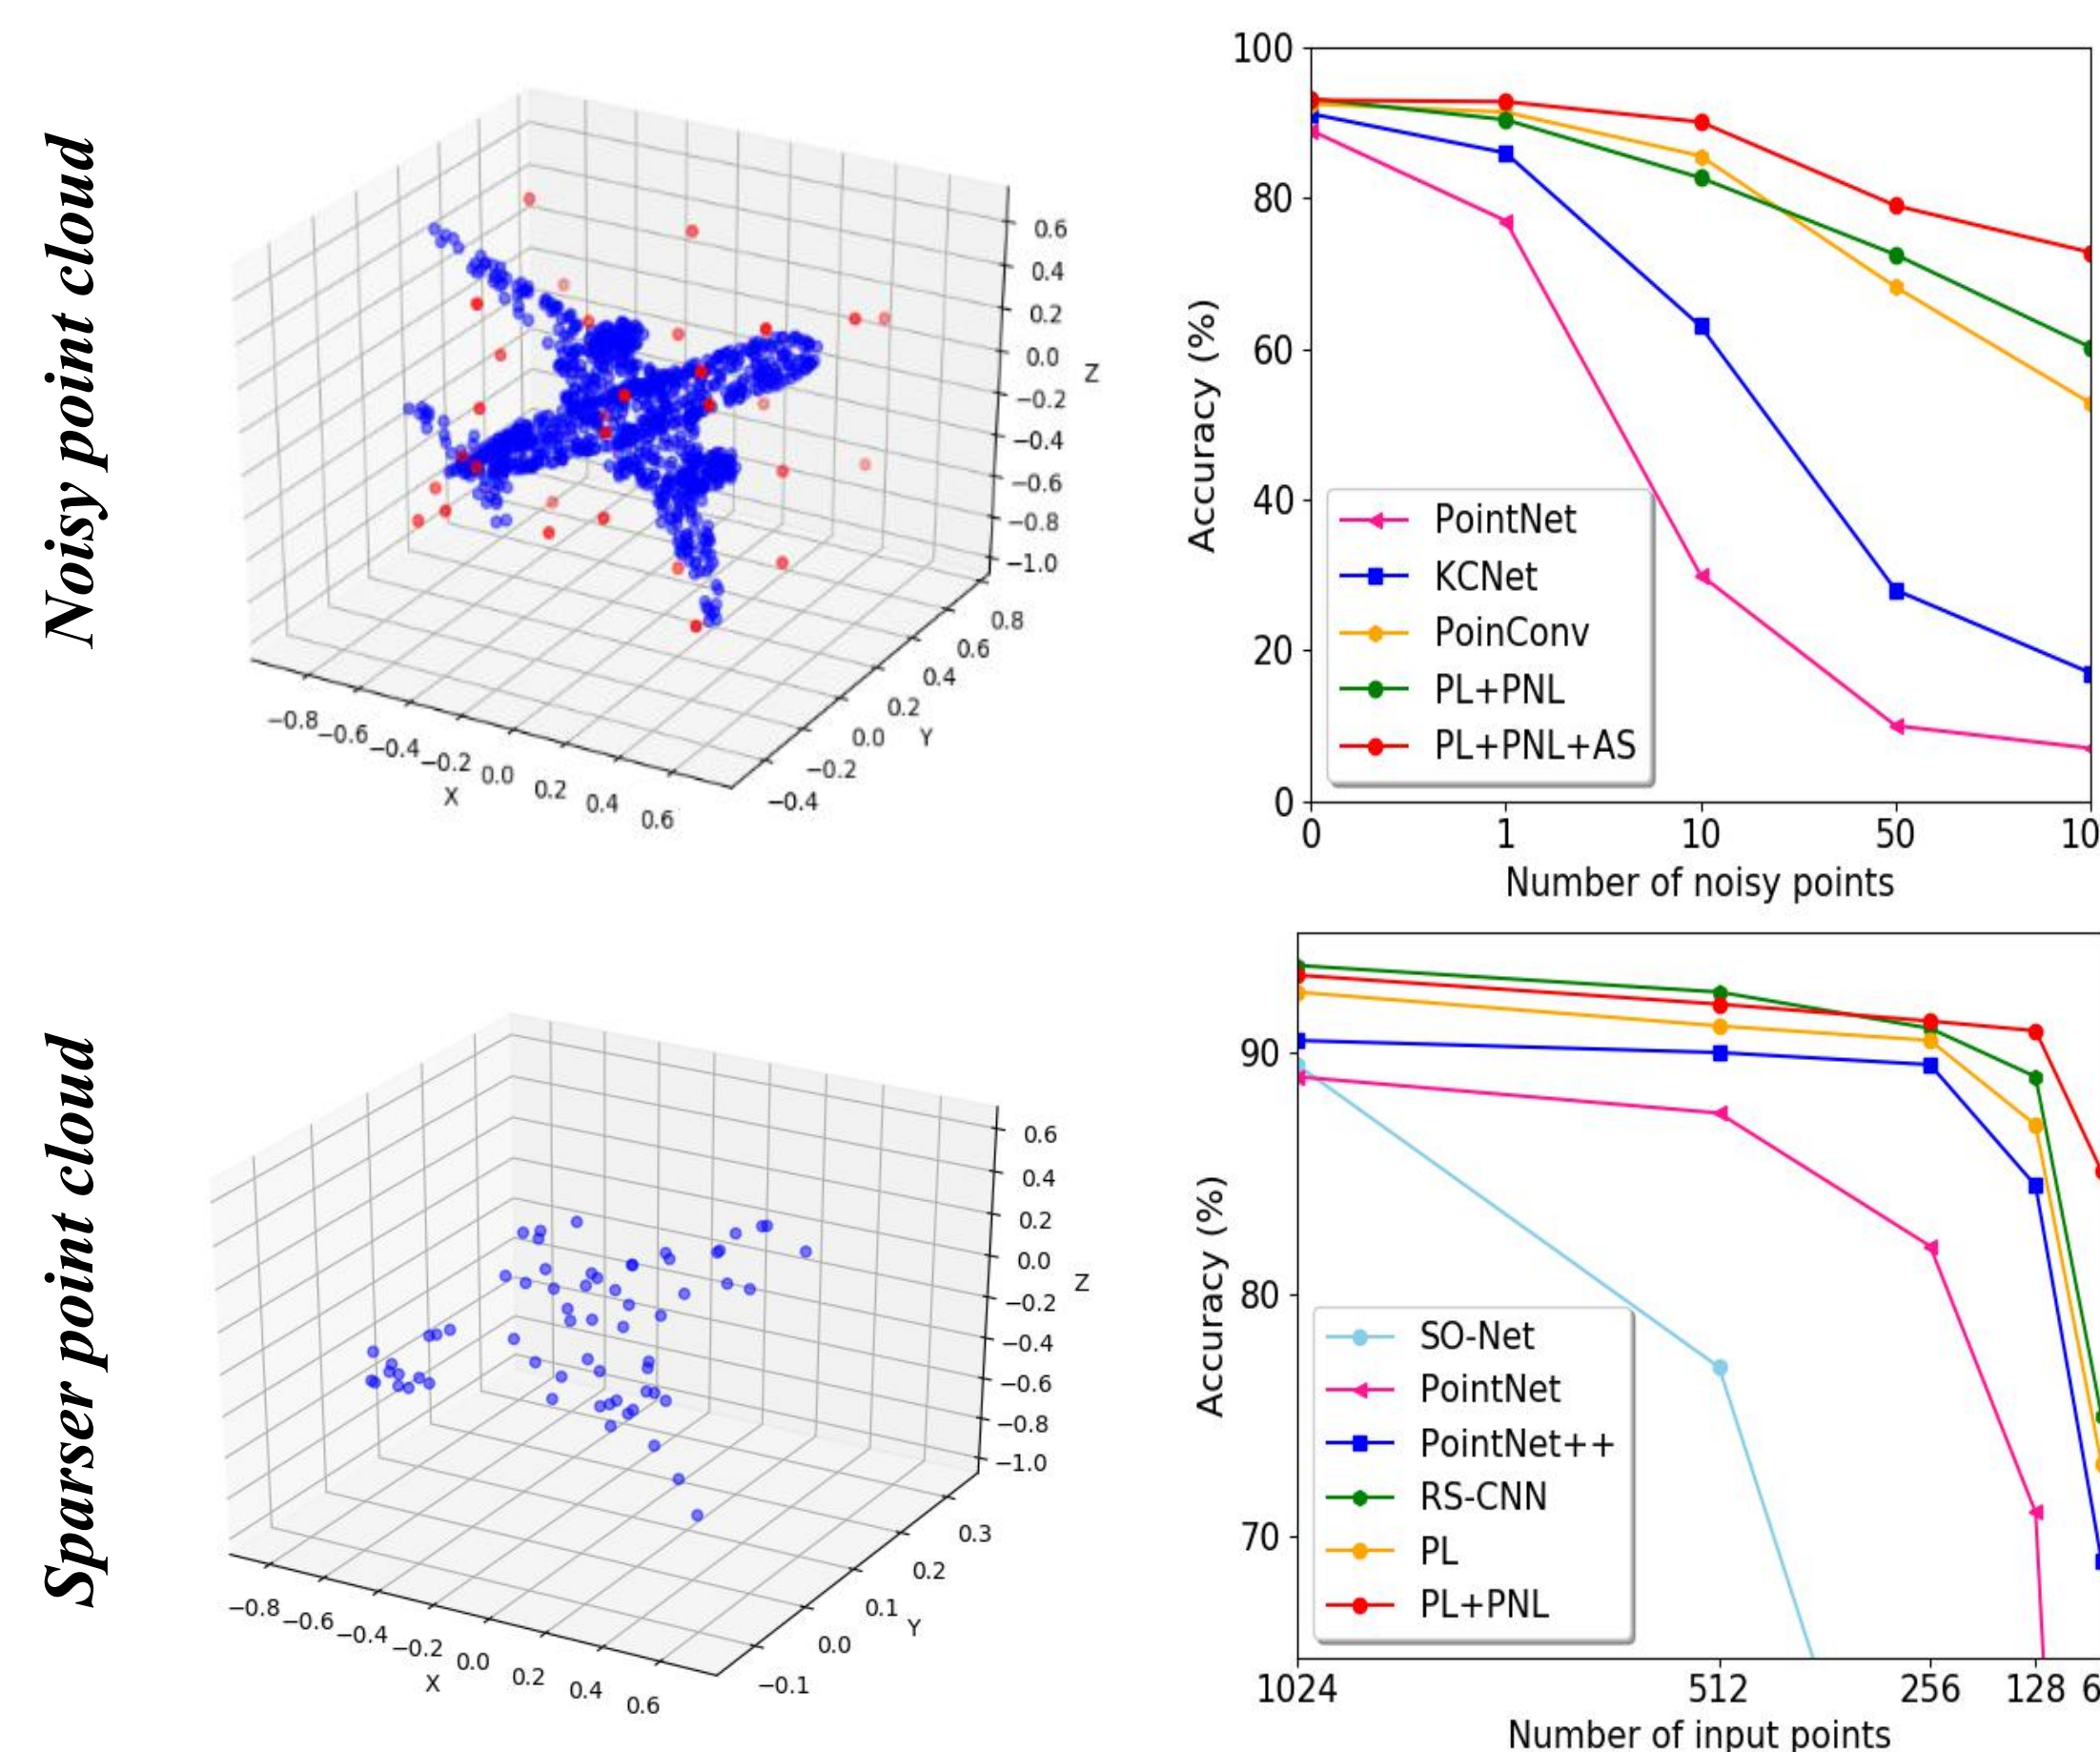 Noisy point cloud
0.6
0.4
0.2
0.0
−0.2
−0.4
−0.6
−0.8
−1.0
Z
0.8
0.6
0.4
0.2
0.0
−0.2
−0.4
Y
−0.8
−0.6
−0.4
−0.2
0.0
0.2
0.4
0.6
X
100
80
60
40
20
0
Accuracy (%)
PointNet
KCNet
PoinConv
PL+PNL
PL+PNL+AS
0 1 10 50 10
Number of noisy points
Sparser point cloud
0.6
0.4
0.2
0.0
−0.2
−0.4
−0.6
−0.8
−1.0
Z
0.3
0.2
0.1
0.0
−0.1
Y
−0.8
−0.6
−0.4
−0.2
0.0
0.2
0.4
0.6
X
90
80
70
Accuracy (%)
SO-Net
PointNet
PointNet++
RS-CNN
PL
PL+PNL
1024 512 256 128 6
Number of input points